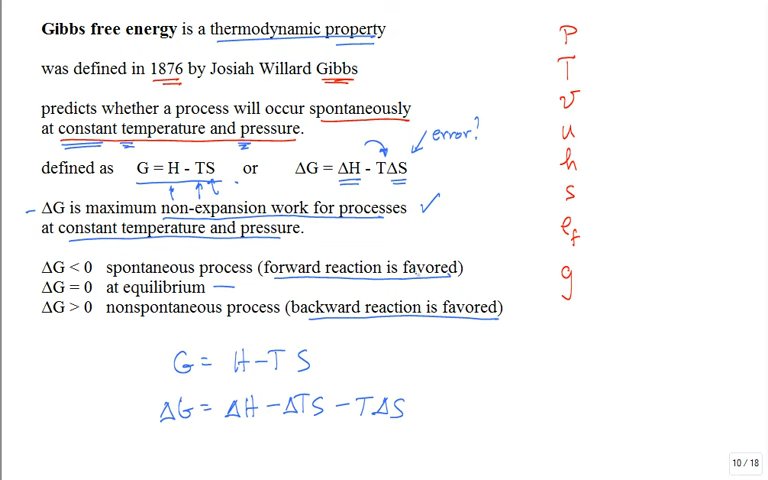 Gibbs free energy is a thermodynamic property
was defined in 1876 by Josiah Willard Gibbs
predicts whether a process will occur spontaneously
at constant temperature and pressure.
error?
defined as G = H - TS or ΔG = ΔH - TΔS
- ΔG is maximum non-expansion work for processes ✓
at constant temperature and pressure.
ΔG < 0 spontaneous process (forward reaction is favored)
ΔG = 0 at equilibrium
ΔG > 0 nonspontaneous process (backward reaction is favored)
G = H - T S
ΔG = ΔH - ΔTS - TΔS
P
T
v
u
h
s
e_f
g
10 / 18